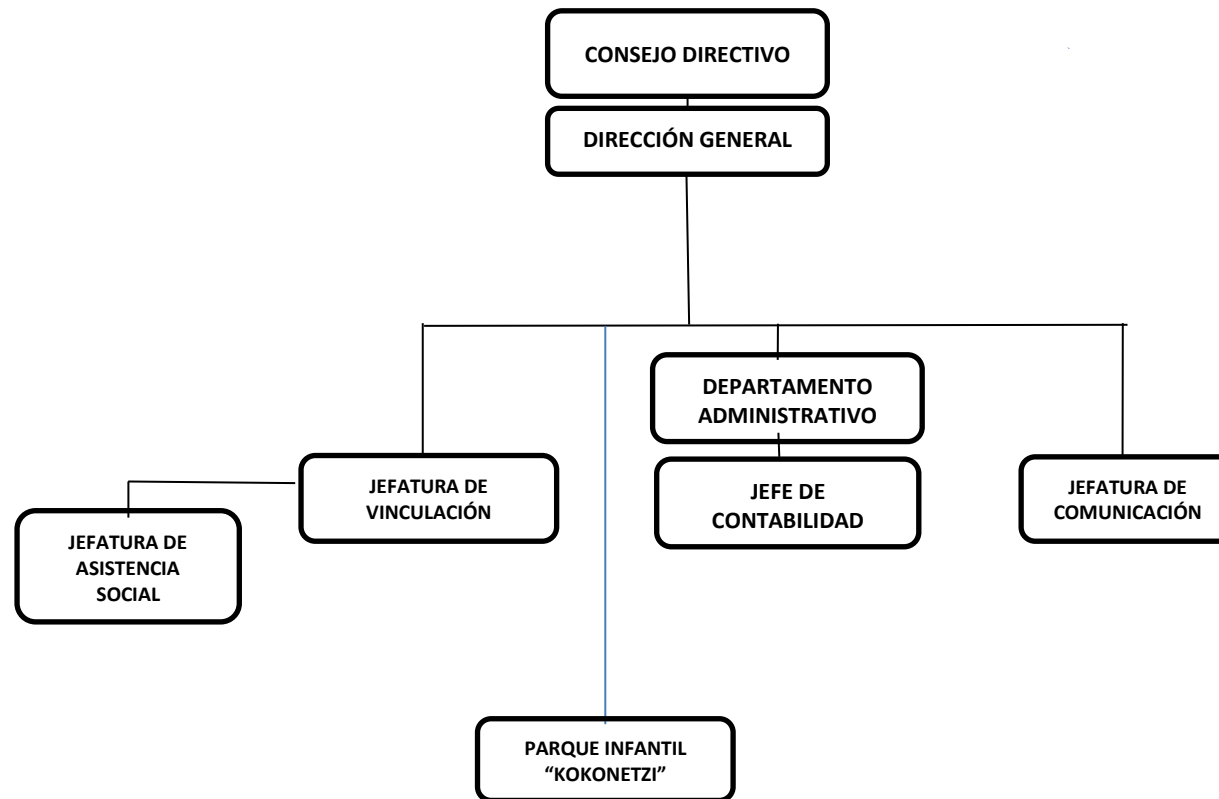 CONSEJO DIRECTIVO
DIRECCIÓN GENERAL
DEPARTAMENTO
ADMINISTRATIVO
JEFATURA DE
VINCULACIÓN
JEFE DE
CONTABILIDAD
JEFATURA DE
COMUNICACIÓN
JEFATURA DE
ASISTENCIA
SOCIAL
PARQUE INFANTIL
“KOKONETZI”